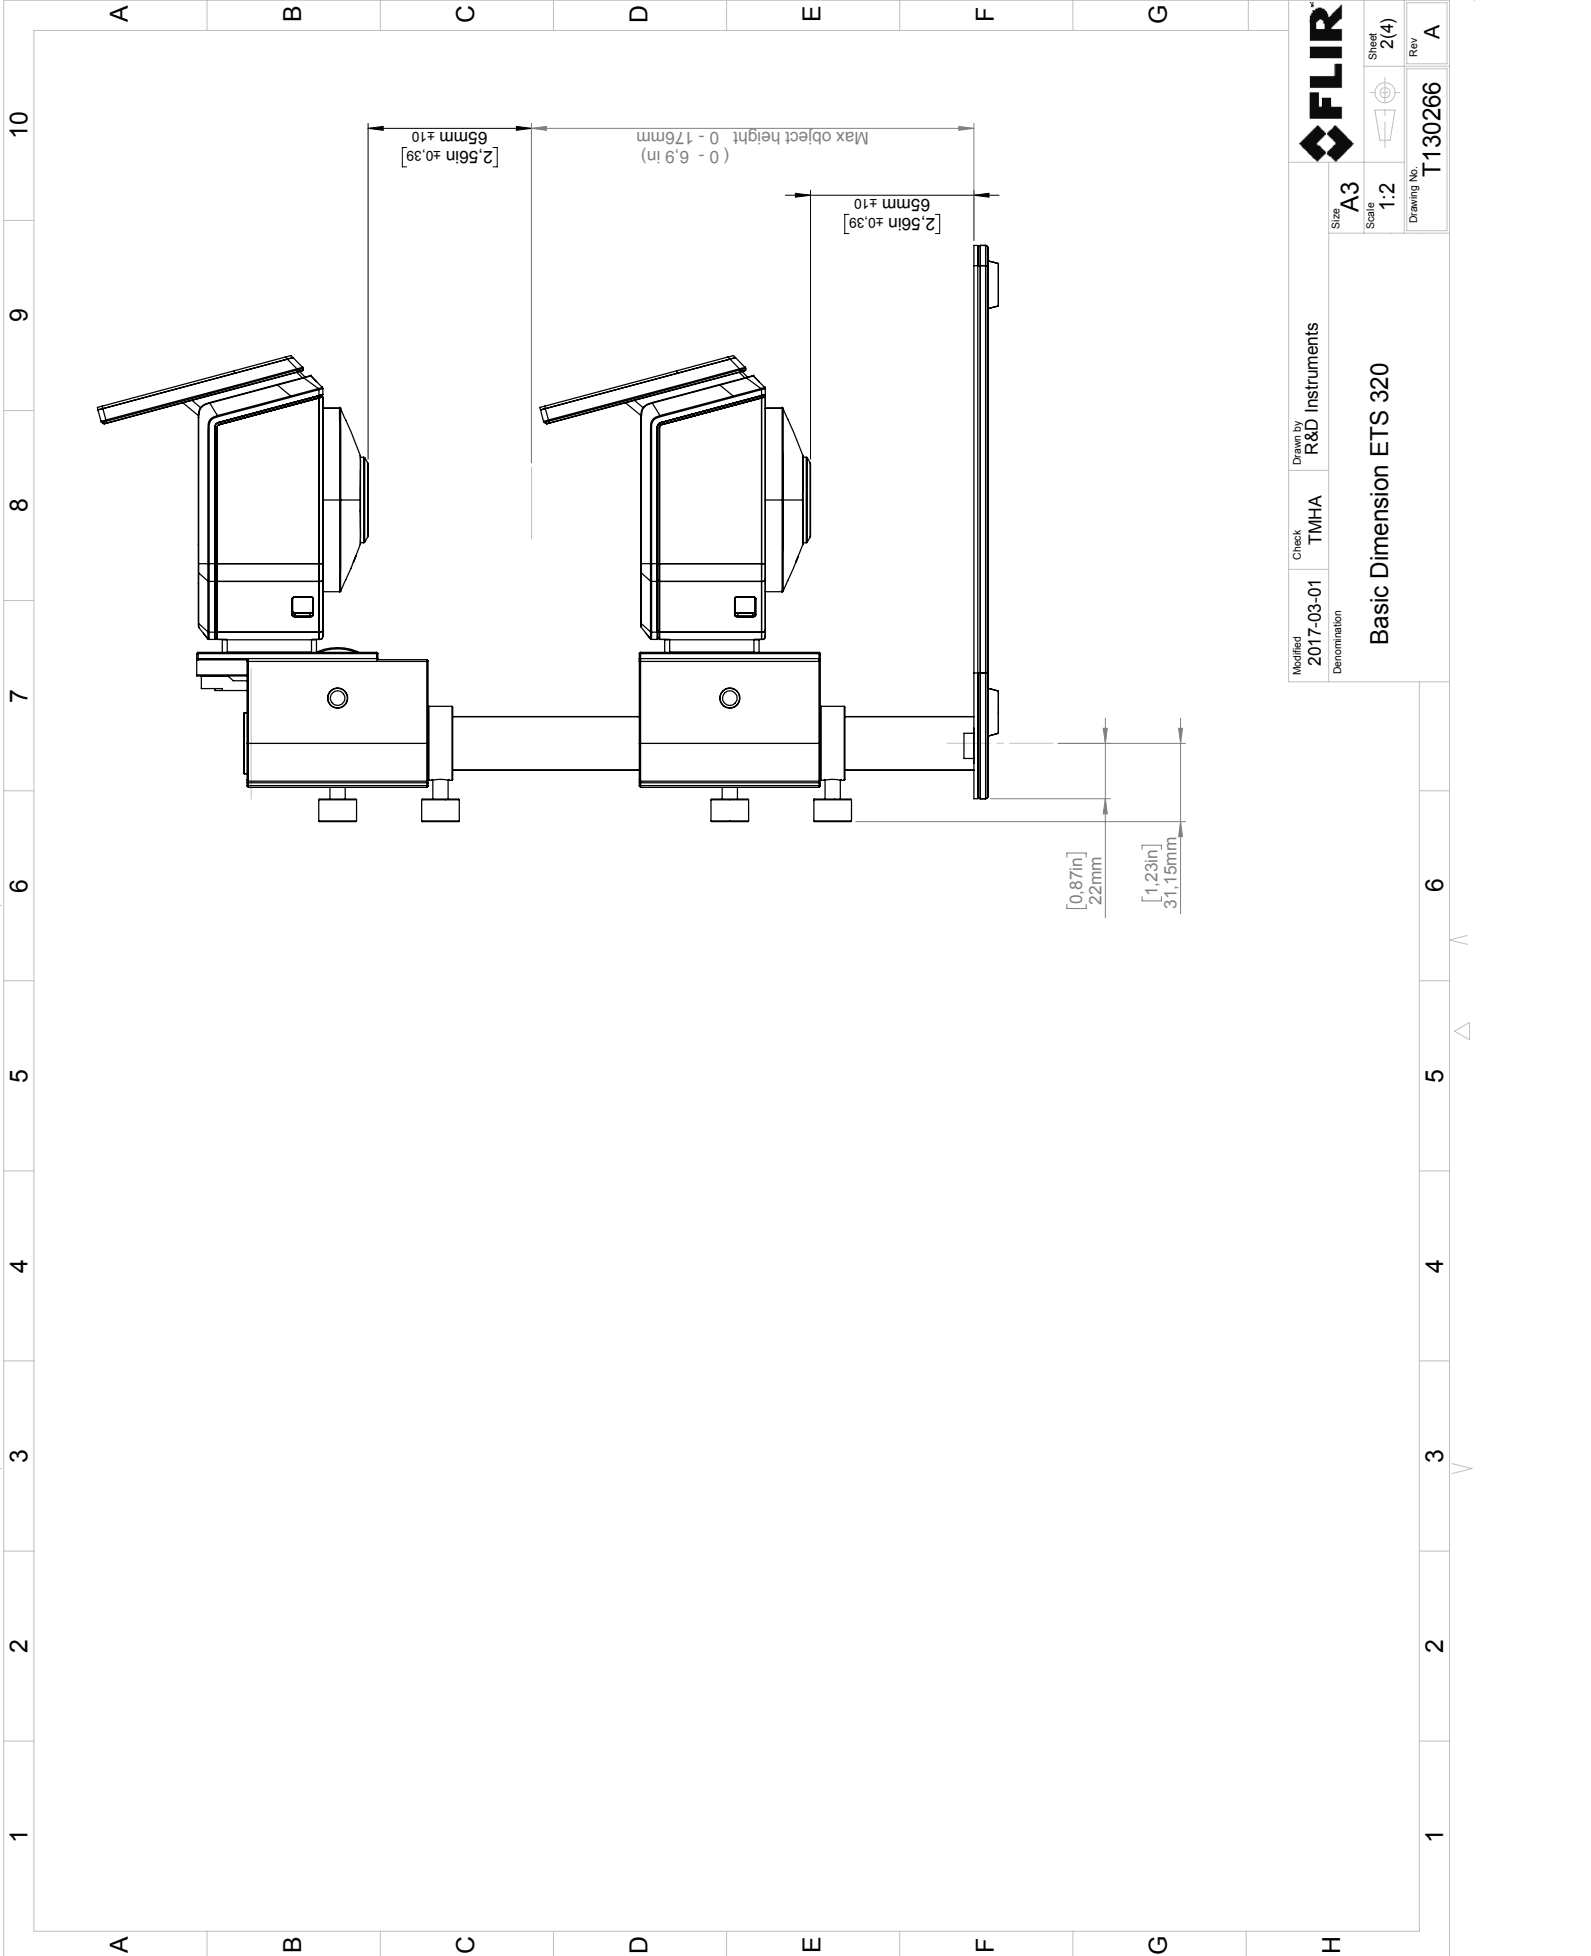 A
B
C
D
E
F
G
10
9
8
7
6
5
4
3
2
1
[2,56in ±0,39]
65mm ±10
( 0 - 6,9 in)
Max object height 0 - 176mm
[2,56in ±0,39]
65mm ±10
[0,87in]
22mm
[1,23in]
31,15mm
FLIR
Modified
2017-03-01
Check
TMHA
Drawn by
R&D Instruments
Denomination
Basic Dimension ETS 320
Size
A3
Scale
1:2
Sheet
2(4)
Drawing No.
T130266
Rev
A
6
5
4
3
2
1
A
B
C
D
E
F
G
H